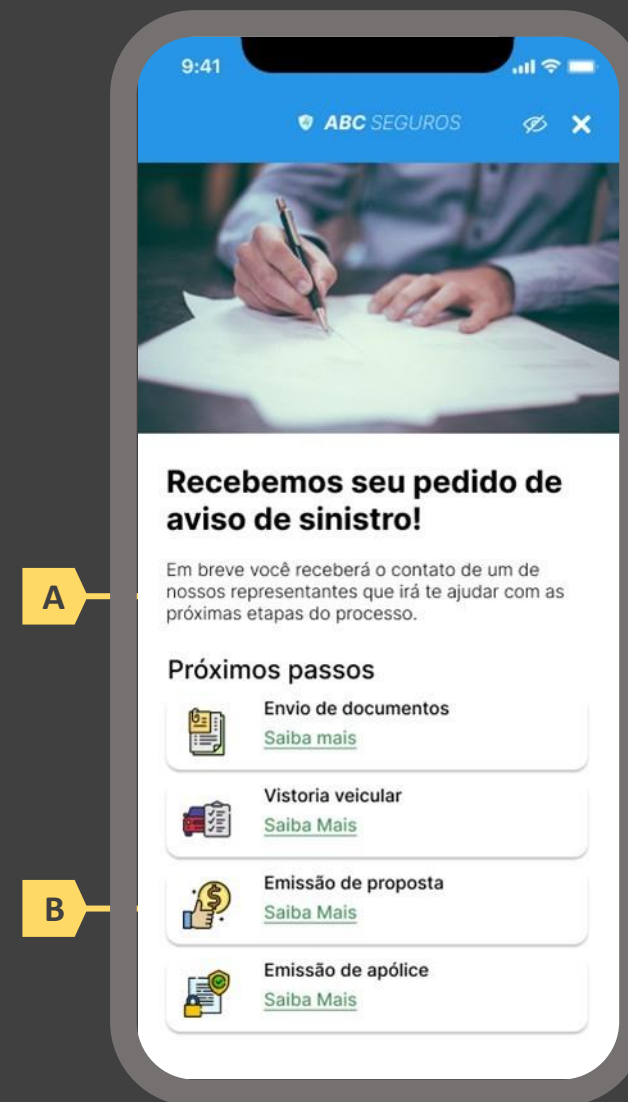 9:41
ABC SEGUROS
Recebemos seu pedido de
aviso de sinistro!
A
Em breve você receberá o contato de um de
nossos representantes que irá te ajudar com as
próximas etapas do processo.
Próximos passos
Envio de documentos
Saiba mais
Vistoria veicular
Saiba Mais
B
Emissão de proposta
Saiba Mais
Emissão de apólice
Saiba Mais